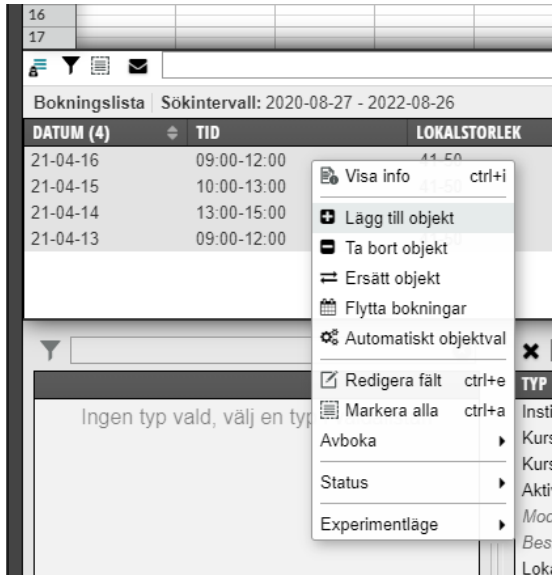 16
17
Bokningslista Sökintervall: 2020-08-27 - 2022-08-26
DATUM (4) TID LOKALSTORLEK
21-04-16 09:00-12:00 41-50
21-04-15 10:00-13:00 41-50
21-04-14 13:00-15:00
21-04-13 09:00-12:00
Visa info ctrl+i
Lägg till objekt
Ta bort objekt
Ersätt objekt
Flytta bokningar
Automatiskt objektval
Redigera fält ctrl+e
Markera alla ctrl+a
Avboka
Status
Experimentläge
Ingen typ vald, välj en typ
TYP
Insti
Kurs
Kurs
Akti
Mod
Bes
Loka